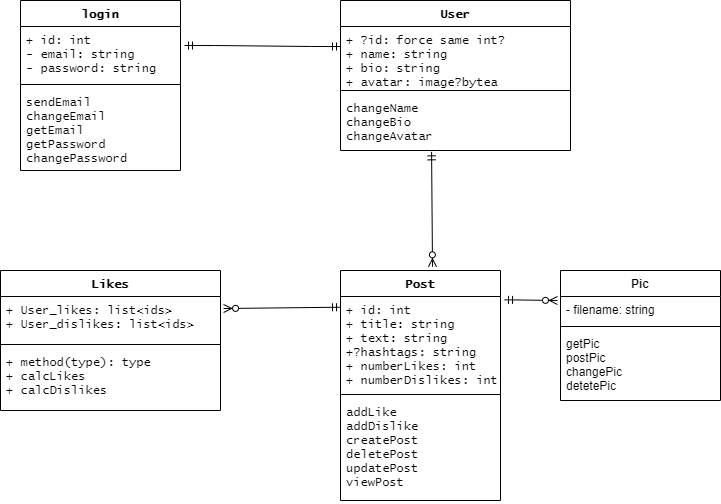 login
+ id: int
- email: string
- password: string
sendEmail
changeEmail
getEmail
getPassword
changePassword
User
+ ?id: force same int?
+ name: string
+ bio: string
+ avatar: image?bytea
changeName
changeBio
changeAvatar
Likes
+ User_likes: list<ids>
+ User_dislikes: list<ids>
+ method(type): type
+ calcLikes
+ calcDislikes
Post
+ id: int
+ title: string
+ text: string
+?hashtags: string
+ numberLikes: int
+ numberDislikes: int
addLike
addDislike
createPost
deletePost
updatePost
viewPost
Pic
- filename: string
getPic
postPic
changePic
detetePic